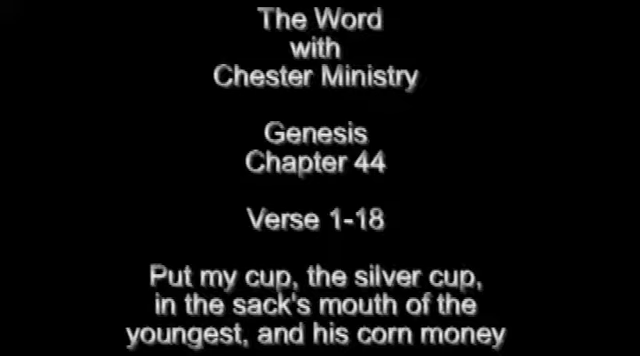 The Word
with
Chester Ministry
Genesis
Chapter 44
Verse 1-18
Put my cup, the silver cup,
in the sack's mouth of the
youngest, and his corn money